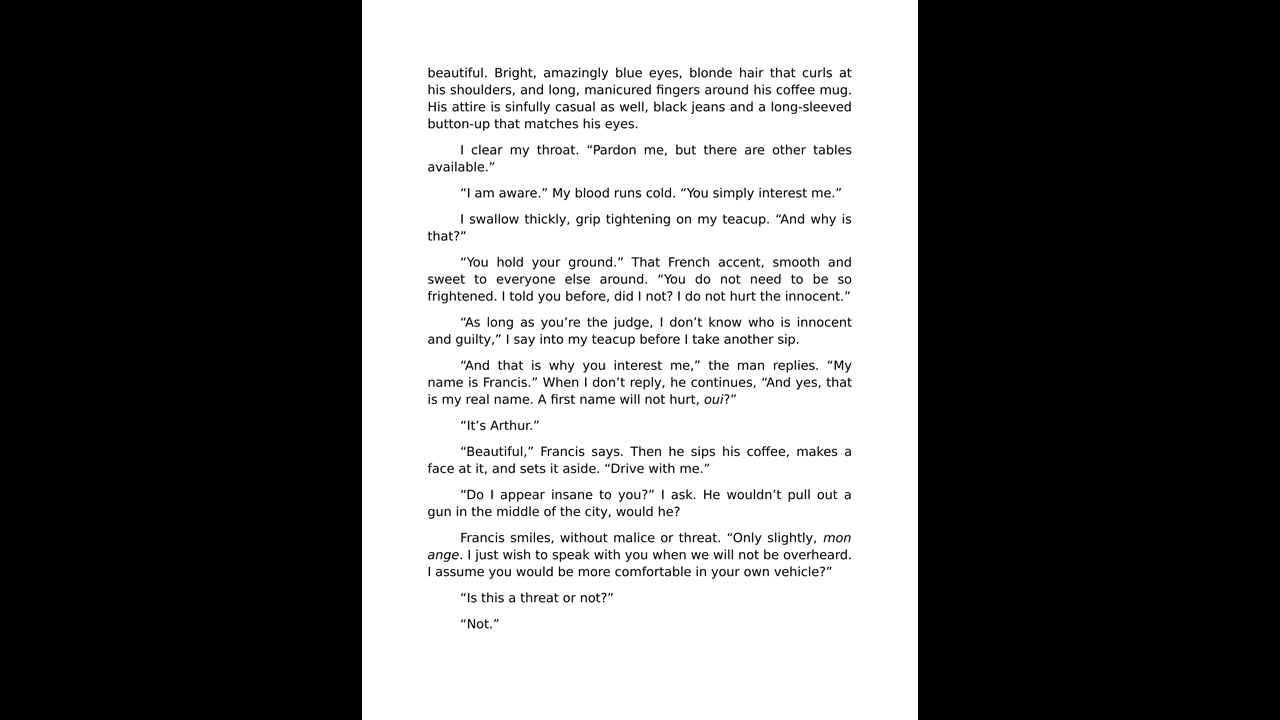 beautiful. Bright, amazingly blue eyes, blonde hair that curls at
his shoulders, and long, manicured fingers around his coffee mug.
His attire is sinfully casual as well, black jeans and a long-sleeved
button-up that matches his eyes.
I clear my throat. “Pardon me, but there are other tables
available.”
“I am aware.” My blood runs cold. “You simply interest me.”
I swallow thickly, grip tightening on my teacup. “And why is
that?”
“You hold your ground.” That French accent, smooth and
sweet to everyone else around. “You do not need to be so
frightened. I told you before, did I not? I do not hurt the innocent.”
“As long as you’re the judge, I don’t know who is innocent
and guilty,” I say into my teacup before I take another sip.
“And that is why you interest me,” the man replies. “My
name is Francis.” When I don’t reply, he continues, “And yes, that
is my real name. A first name will not hurt, oui?”
“It’s Arthur.”
“Beautiful,” Francis says. Then he sips his coffee, makes a
face at it, and sets it aside. “Drive with me.”
“Do I appear insane to you?” I ask. He wouldn’t pull out a
gun in the middle of the city, would he?
Francis smiles, without malice or threat. “Only slightly, mon
ange. I just wish to speak with you when we will not be overheard.
I assume you would be more comfortable in your own vehicle?”
“Is this a threat or not?”
“Not.”